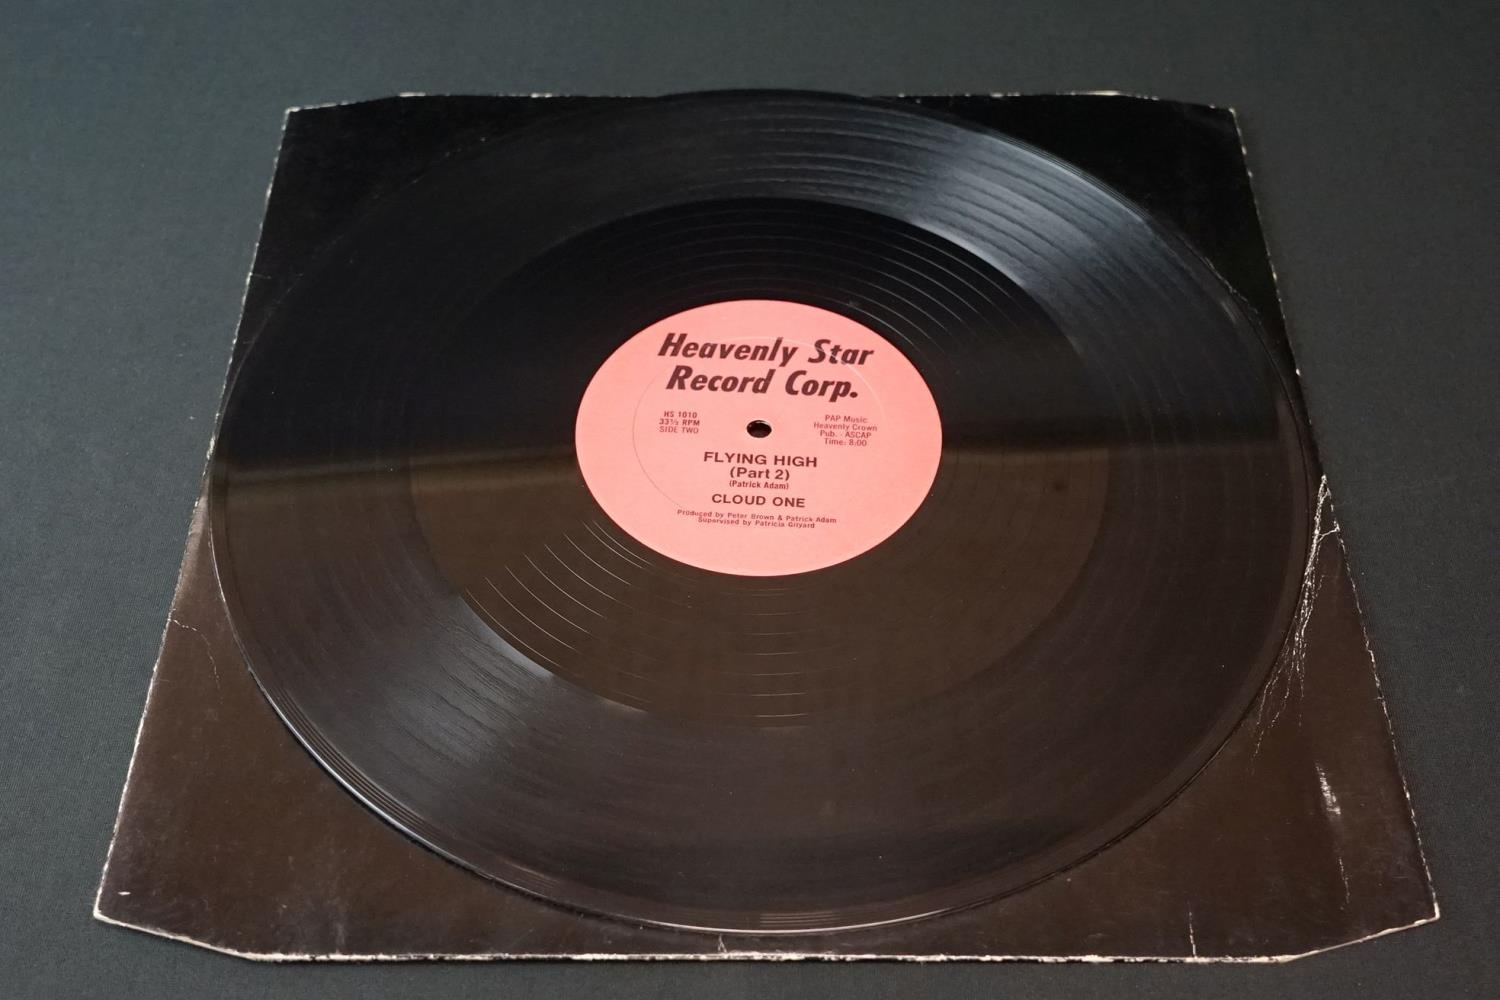 Heavenly Star
Record Corp.
HS 1010
33⅓ RPM
SIDE TWO
PAP Music
Heavenly Crown
Pub. - ASCAP
Time: 8:00
FLYING HIGH
(Part 2)
(Patrick Adam)
CLOUD ONE
Produced by Peter Brown & Patrick Adam
Supervised by Patricia Gilyard